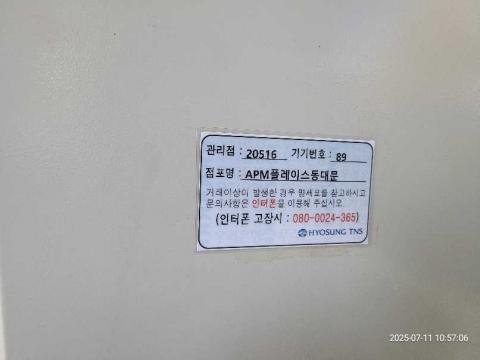 관리점 : 20516 기기번호 : 89
점포명 : APM플레이스동대문
거래이상이 발생한 경우 명세표를 참고하시고
문의사항은 인터폰을 이용해 주십시오.
(인터폰 고장시 : 080-0024-365)
HYOSUNG TNS
2025-07-11 10:57:06